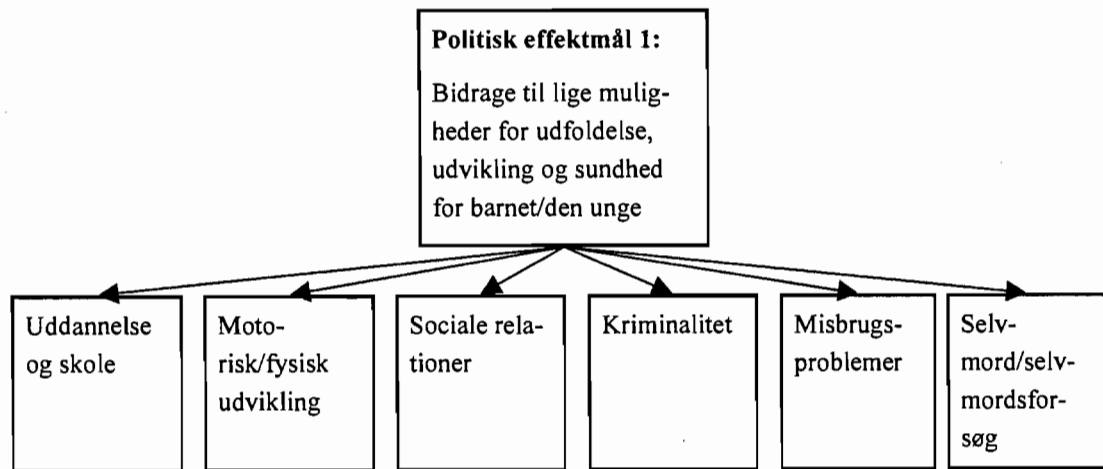 Politisk effektmål 1:
Bidrage til lige mulig-
heder for udfoldelse,
udvikling og sundhed
for barnet/den unge
Uddannelse
og skole
Moto-
risk/fysisk
udvikling
Sociale rela-
tioner
Kriminalitet
Misbrugs-
problemer
Selv-
mord/selv-
mordsfor-
søg